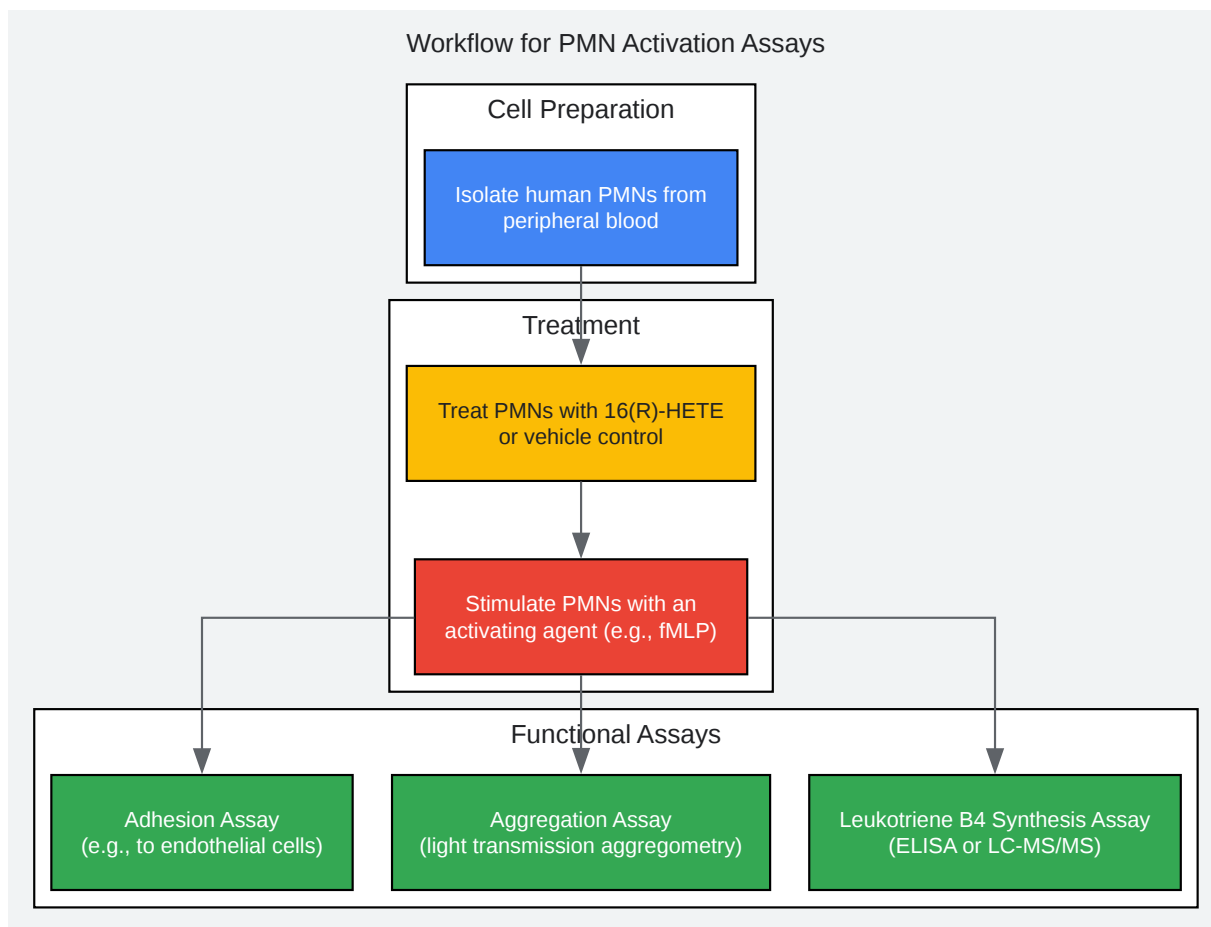 Workflow for PMN Activation Assays
Cell Preparation
Isolate human PMNs from
peripheral blood
Treatment
Treat PMNs with 16(R)-HETE
or vehicle control
Stimulate PMNs with an
activating agent (e.g., fMLP)
Functional Assays
Adhesion Assay
(e.g., to endothelial cells)
Aggregation Assay
(light transmission aggregometry)
Leukotriene B4 Synthesis Assay
(ELISA or LC-MS/MS)